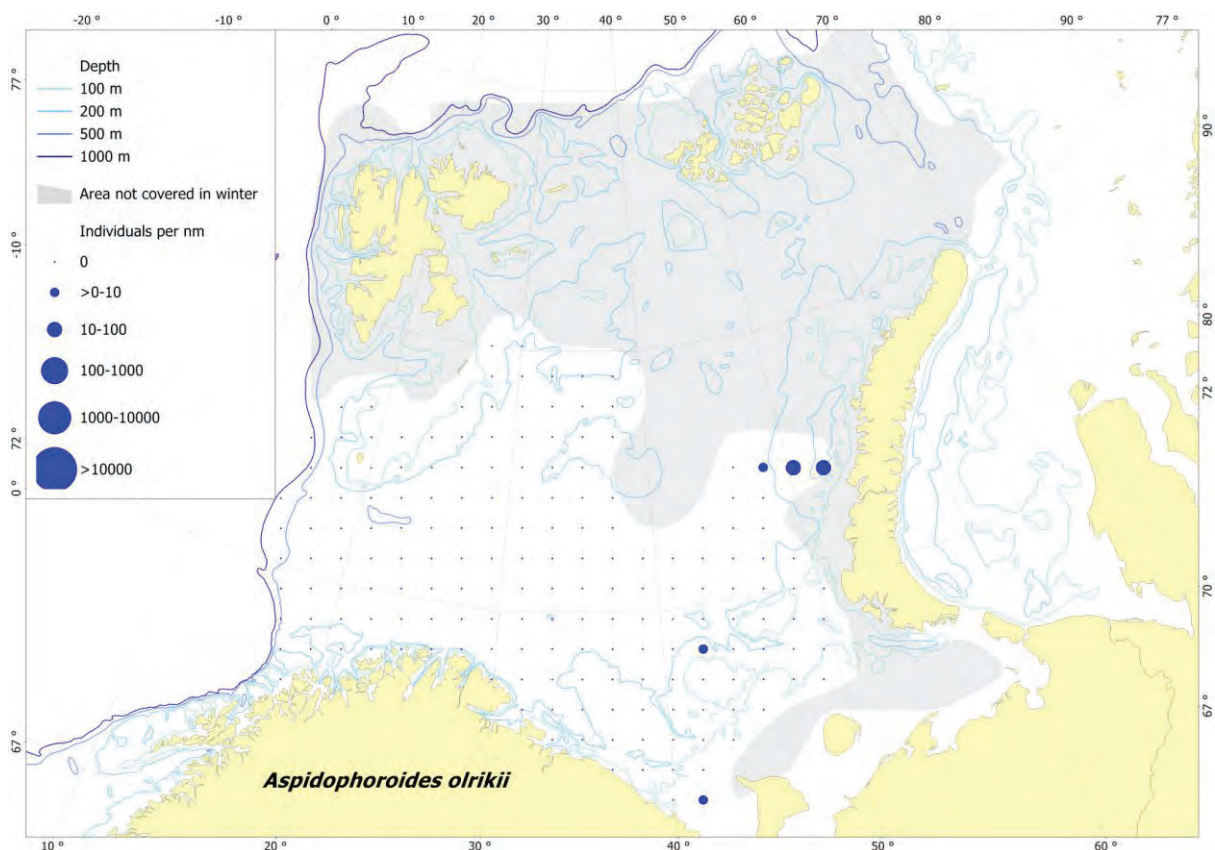 -20 ° -10 ° 0 ° 10 ° 20 ° 30 ° 40 ° 50 ° 60 ° 70 ° 80 ° 90 ° 77 °
Depth
100 m
200 m
500 m
1000 m
Area not covered in winter
Individuals per nm
0
>0-10
10-100
100-1000
1000-10000
>10000
77 °
-10 °
72 °
0 °
67 °
90 °
80 °
72 °
70 °
67 °
Aspidophoroides olrikii
10 ° 20 ° 30 ° 40 ° 50 ° 60 °